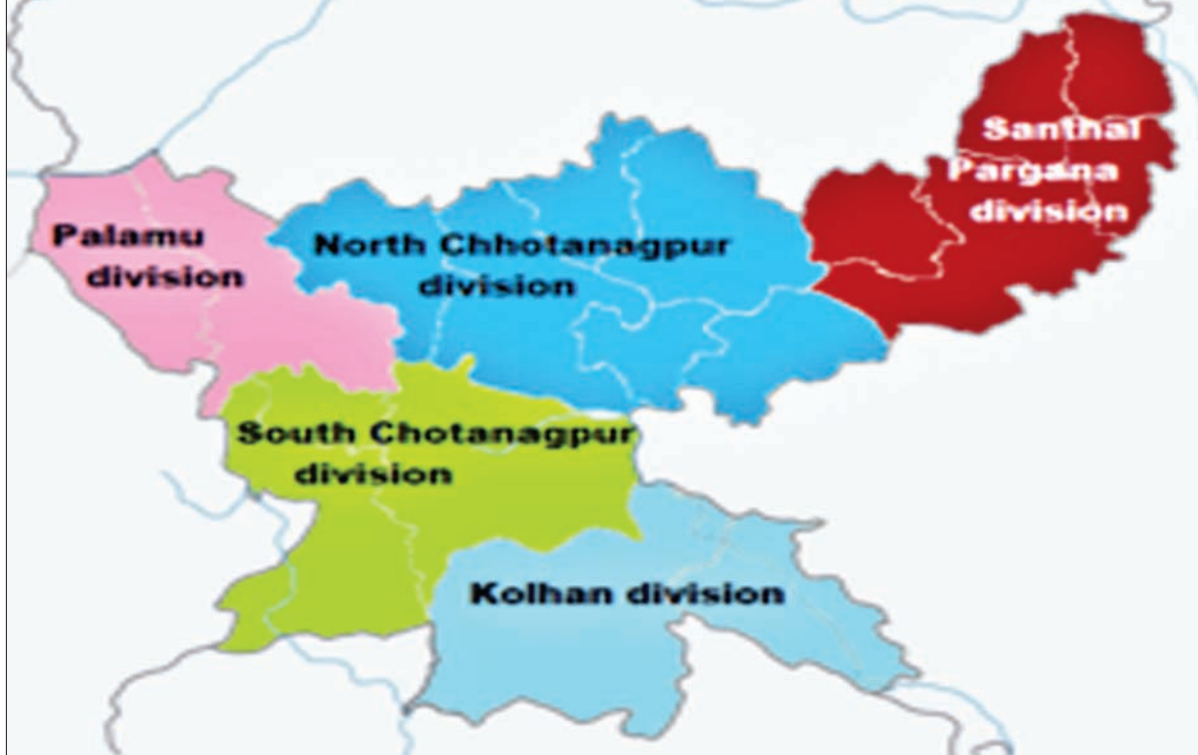 Santhal
Pargana
division
Palamu
division
North Chhotanagpur
division
South Chotanagpur
division
Kolhan division